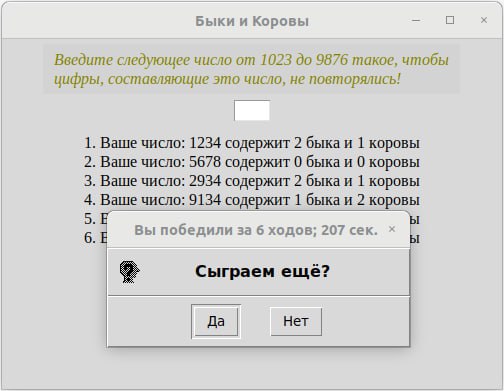 Быки и Коровы
Введите следующее число от 1023 до 9876 такое, чтобы
цифры, составляющие это число, не повторялись!
1. Ваше число: 1234 содержит 2 быка и 1 коровы
2. Ваше число: 5678 содержит 0 быка и 0 коровы
3. Ваше число: 2934 содержит 2 быка и 1 коровы
4. Ваше число: 9134 содержит 1 быка и 2 коровы
5.
6.
Вы победили за 6 ходов; 207 сек.
Сыграем ещё?
Да
Нет